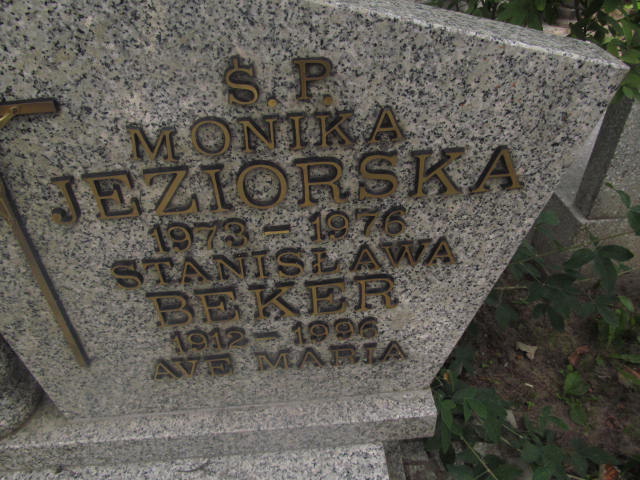 Ś. P.
MONIKA
JEZIORSKA
1973 - 1976
STANISŁAWA
BEKER
1912 - 1996
AVE MARIA